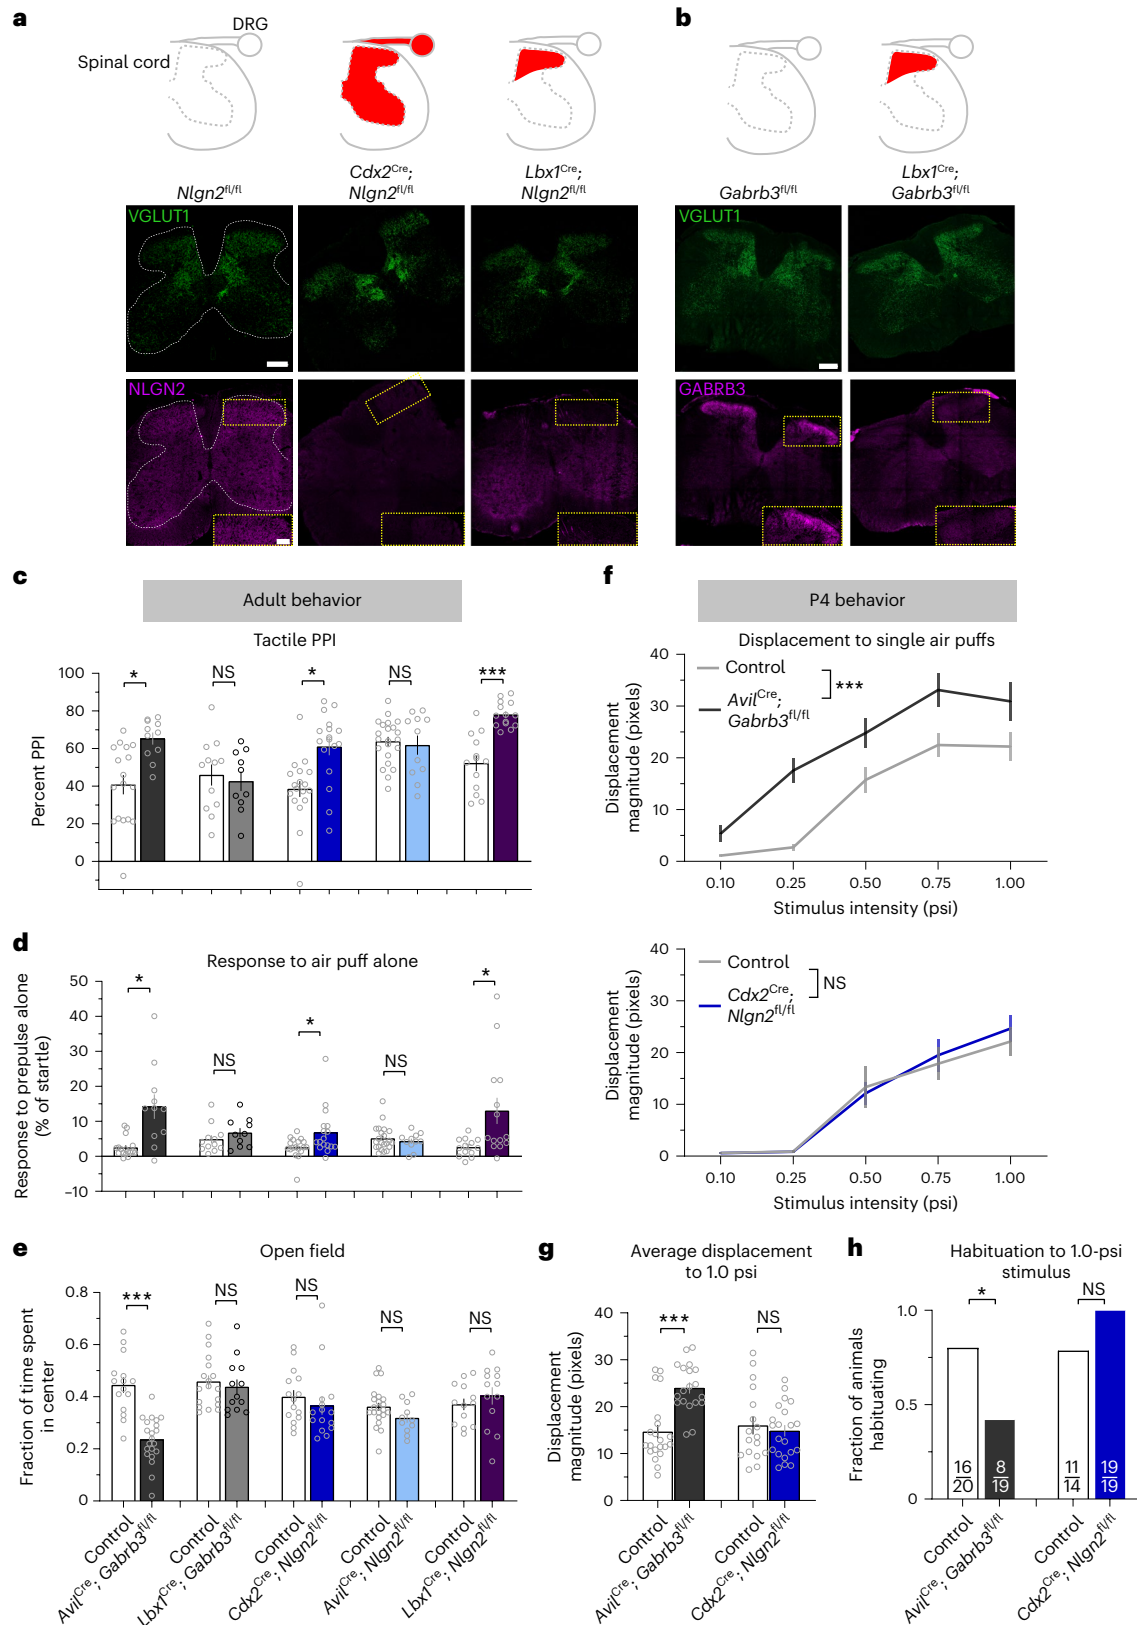 a
b
DRG
Spinal cord
Nlgn2fl/fl
Cdx2Cre;
Nlgn2fl/fl
Lbx1Cre;
Nlgn2fl/fl
Gabrb3fl/fl
Lbx1Cre;
Gabrb3fl/fl
VGLUT1
VGLUT1
NLGN2
GABRB3
c
Adult behavior
Tactile PPI
Percent PPI
100
80
60
40
20
0
*
NS
*
NS
***
d
Response to air puff alone
Response to prepulse alone
(% of startle)
50
40
30
20
10
0
–10
*
NS
*
NS
*
e
Open field
Fraction of time spent
in center
0.8
0.6
0.4
0.2
0
***
NS
NS
NS
NS
Control
AvilCre; Gabrb3fl/fl
Control
Lbx1Cre; Gabrb3fl/fl
Control
Cdx2Cre; Nlgn2fl/fl
Control
AvilCre; Nlgn2fl/fl
Control
Lbx1Cre; Nlgn2fl/fl
f
P4 behavior
Displacement to single air puffs
Displacement
magnitude (pixels)
40
30
20
10
0
Control
AvilCre;
Gabrb3fl/fl
***
0.10 0.25 0.50 0.75 1.00
Stimulus intensity (psi)
Displacement
magnitude (pixels)
40
30
20
10
0
Control
Cdx2Cre;
Nlgn2fl/fl
NS
0.10 0.25 0.50 0.75 1.00
Stimulus intensity (psi)
g
Average displacement
to 1.0 psi
Displacement
magnitude (pixels)
40
30
20
10
0
***
NS
Control
AvilCre; Gabrb3fl/fl
Control
Cdx2Cre; Nlgn2fl/fl
h
Habituation to 1.0-psi
stimulus
Fraction of animals
habituating
1.0
0.5
0
*
NS
16
20
8
19
11
14
19
19
Control
AvilCre; Gabrb3fl/fl
Control
Cdx2Cre; Nlgn2fl/fl